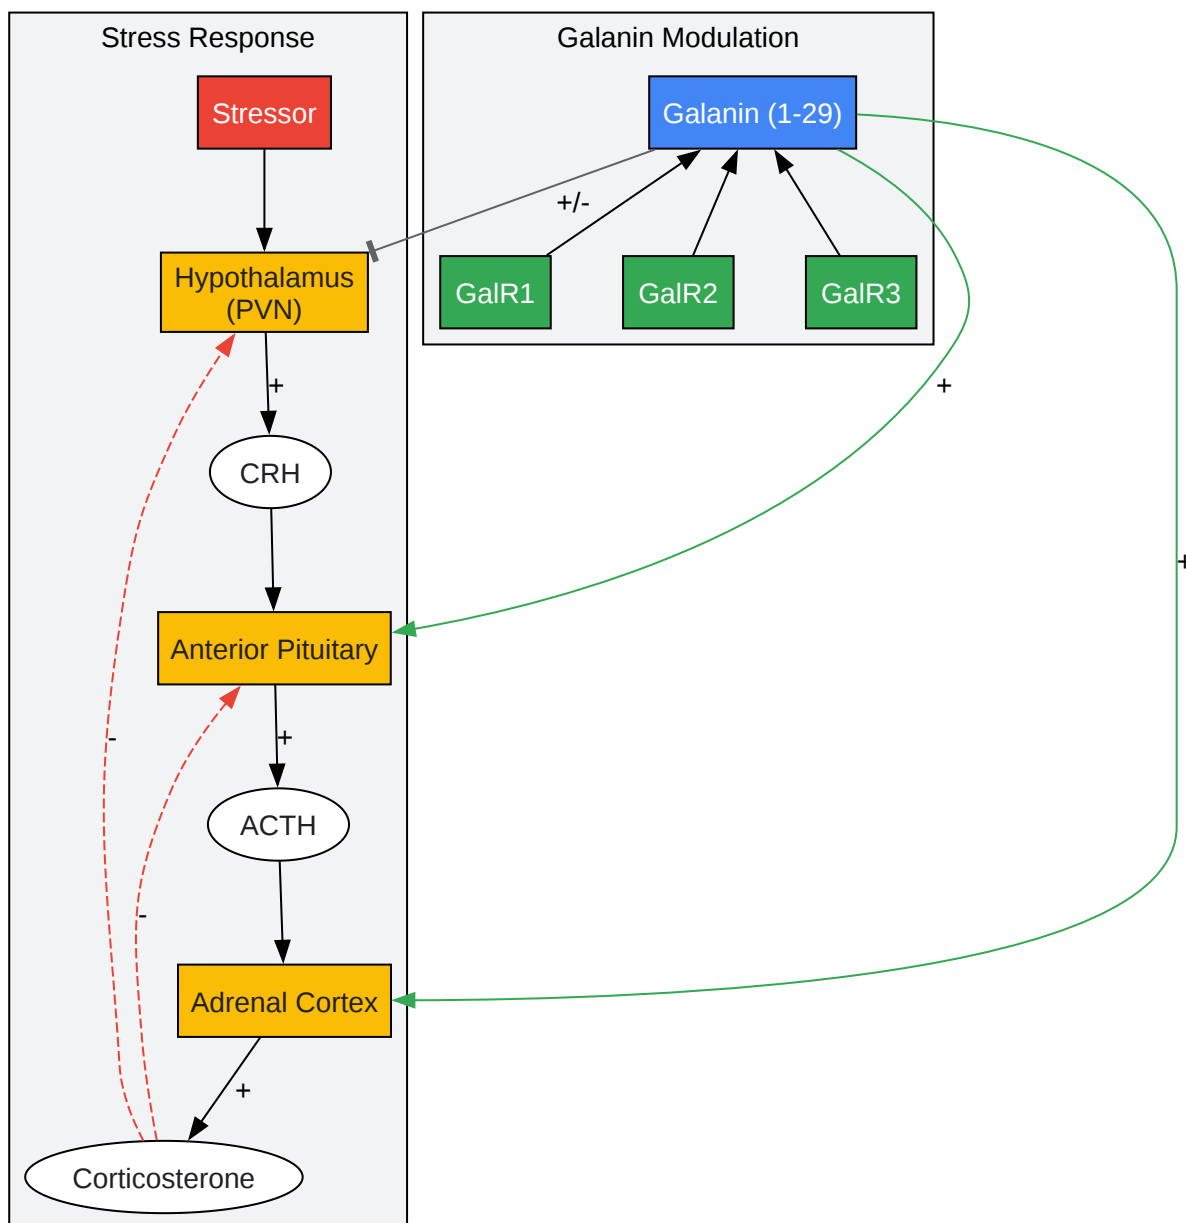 Stress Response
Galanin Modulation
Stressor
Galanin (1-29)
+/-
Hypothalamus
(PVN)
GalR1
GalR2
GalR3
+
+
CRH
+
Anterior Pituitary
-
+
ACTH
-
Adrenal Cortex
+
Corticosterone